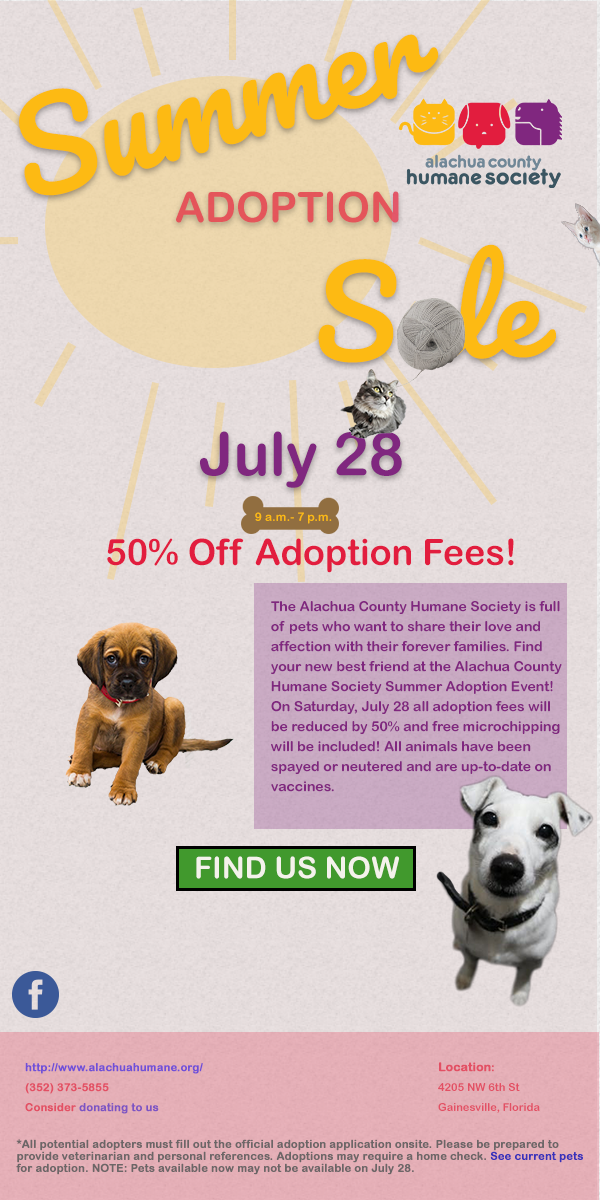 Summer
alachua county
humane society
ADOPTION
Sale
July 28
9 a.m.- 7 p.m.
50% Off Adoption Fees!
The Alachua County Humane Society is full
of pets who want to share their love and
affection with their forever families. Find
your new best friend at the Alachua County
Humane Society Summer Adoption Event!
On Saturday, July 28 all adoption fees will
be reduced by 50% and free microchipping
will be included! All animals have been
spayed or neutered and are up-to-date on
vaccines.
FIND US NOW
f
http://www.alachuahumane.org/
(352) 373-5855
Consider donating to us
Location:
4205 NW 6th St
Gainesville, Florida
*All potential adopters must fill out the official adoption application onsite. Please be prepared to
provide veterinarian and personal references. Adoptions may require a home check. See current pets
for adoption. NOTE: Pets available now may not be available on July 28.